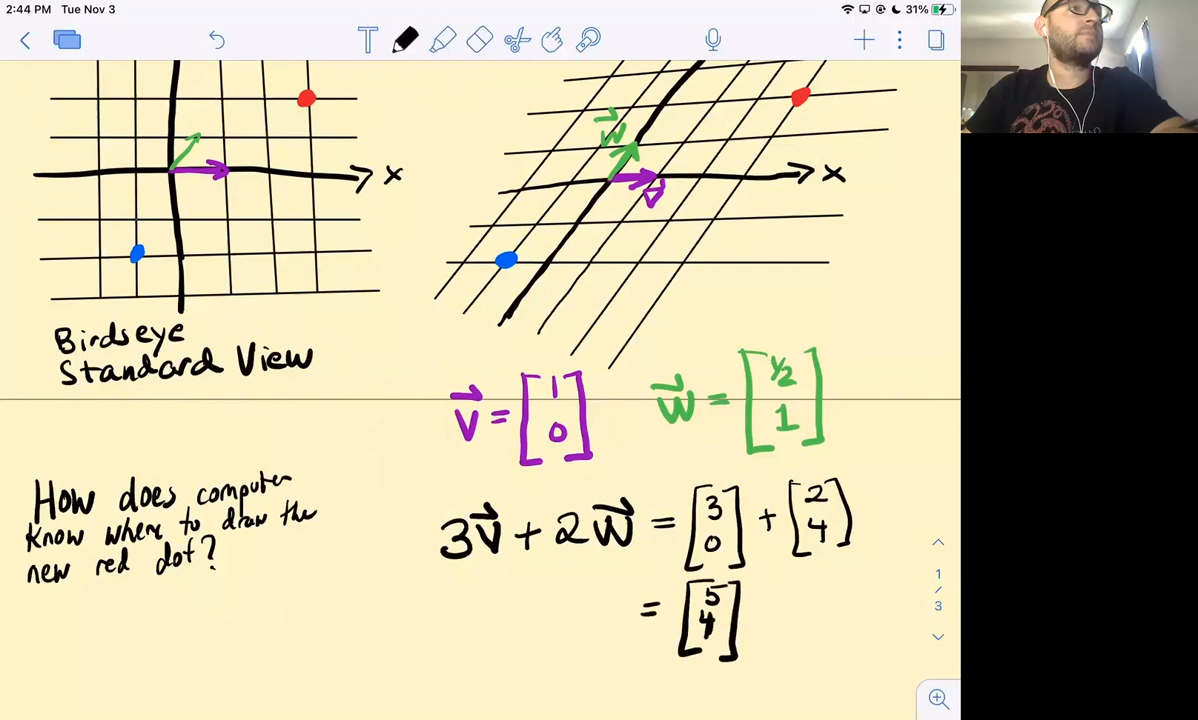 2:44 PM Tue Nov 3
31%
T
x
w
x
v
Birdseye
Standard View
v = [1 0]
w = [1/2 1]
How does computer
know where to draw the
new red dot?
3v + 2w = [3 0] + [2 4]
= [5 4]
1
/
3